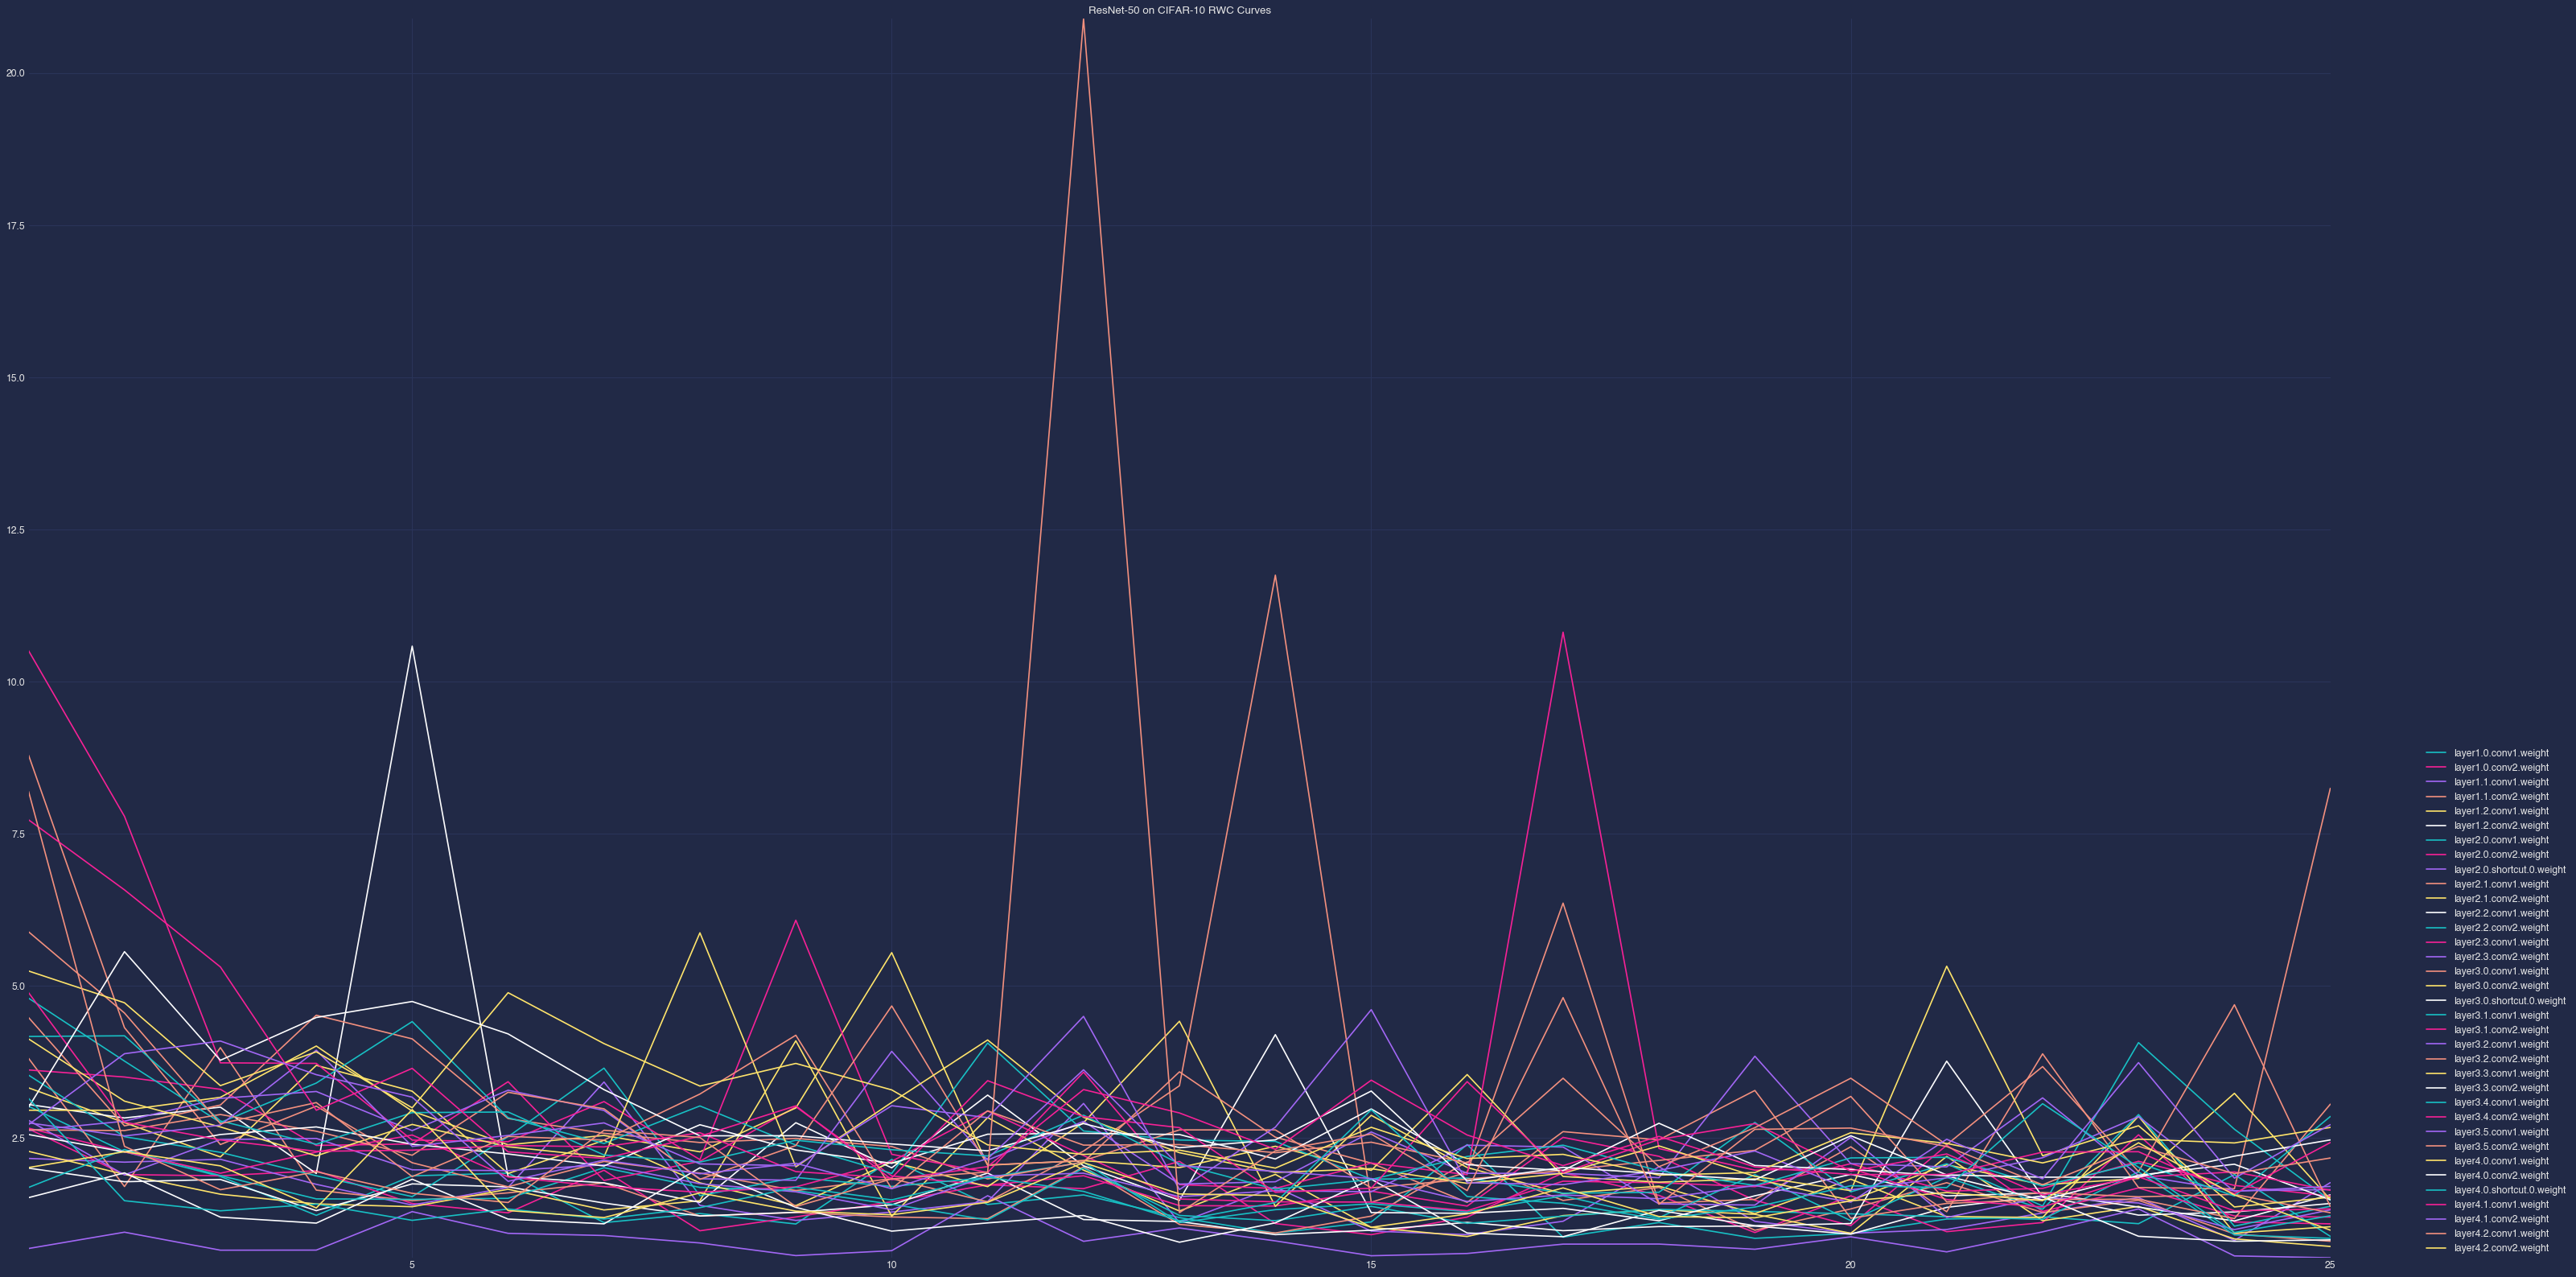 ResNet-50 on CIFAR-10 RWC Curves
20.0
17.5
15.0
12.5
10.0
7.5
5.0
2.5
5
10
15
20
25
layer1.0.conv1.weight
layer1.0.conv2.weight
layer1.1.conv1.weight
layer1.1.conv2.weight
layer1.2.conv1.weight
layer1.2.conv2.weight
layer2.0.conv1.weight
layer2.0.conv2.weight
layer2.0.shortcut.0.weight
layer2.1.conv1.weight
layer2.1.conv2.weight
layer2.2.conv1.weight
layer2.2.conv2.weight
layer2.3.conv1.weight
layer2.3.conv2.weight
layer3.0.conv1.weight
layer3.0.conv2.weight
layer3.0.shortcut.0.weight
layer3.1.conv1.weight
layer3.1.conv2.weight
layer3.2.conv1.weight
layer3.2.conv2.weight
layer3.3.conv1.weight
layer3.3.conv2.weight
layer3.4.conv1.weight
layer3.4.conv2.weight
layer3.5.conv1.weight
layer3.5.conv2.weight
layer4.0.conv1.weight
layer4.0.conv2.weight
layer4.0.shortcut.0.weight
layer4.1.conv1.weight
layer4.1.conv2.weight
layer4.2.conv1.weight
layer4.2.conv2.weight